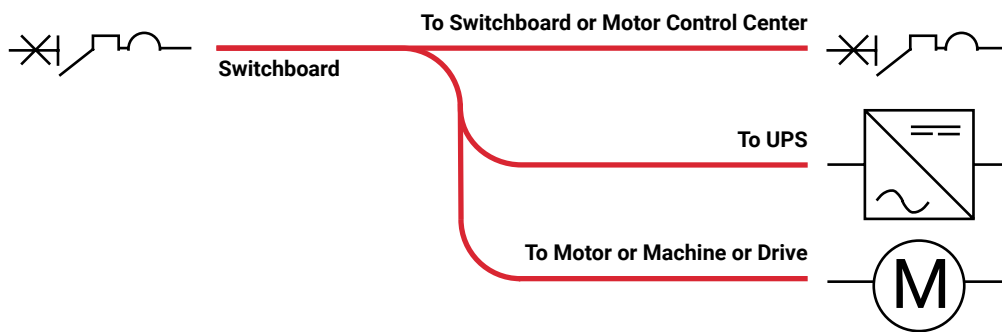 To Switchboard or Motor Control Center
Switchboard
To UPS
To Motor or Machine or Drive
M